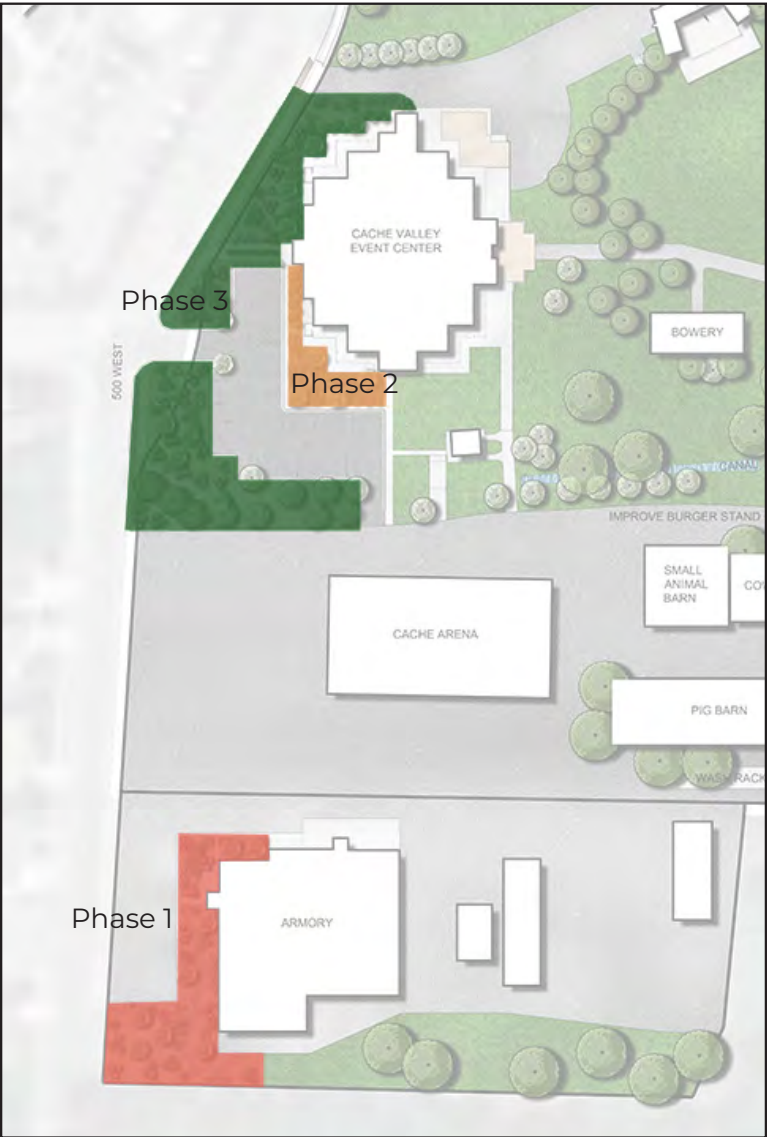 CACHE VALLEY
EVENT CENTER
Phase 3
BOWERY
500 WEST
Phase 2
CANAL
IMPROVE BURGER STAND
SMALL
ANIMAL
BARN
CACHE ARENA
PIG BARN
WASH RACK
Phase 1
ARMORY